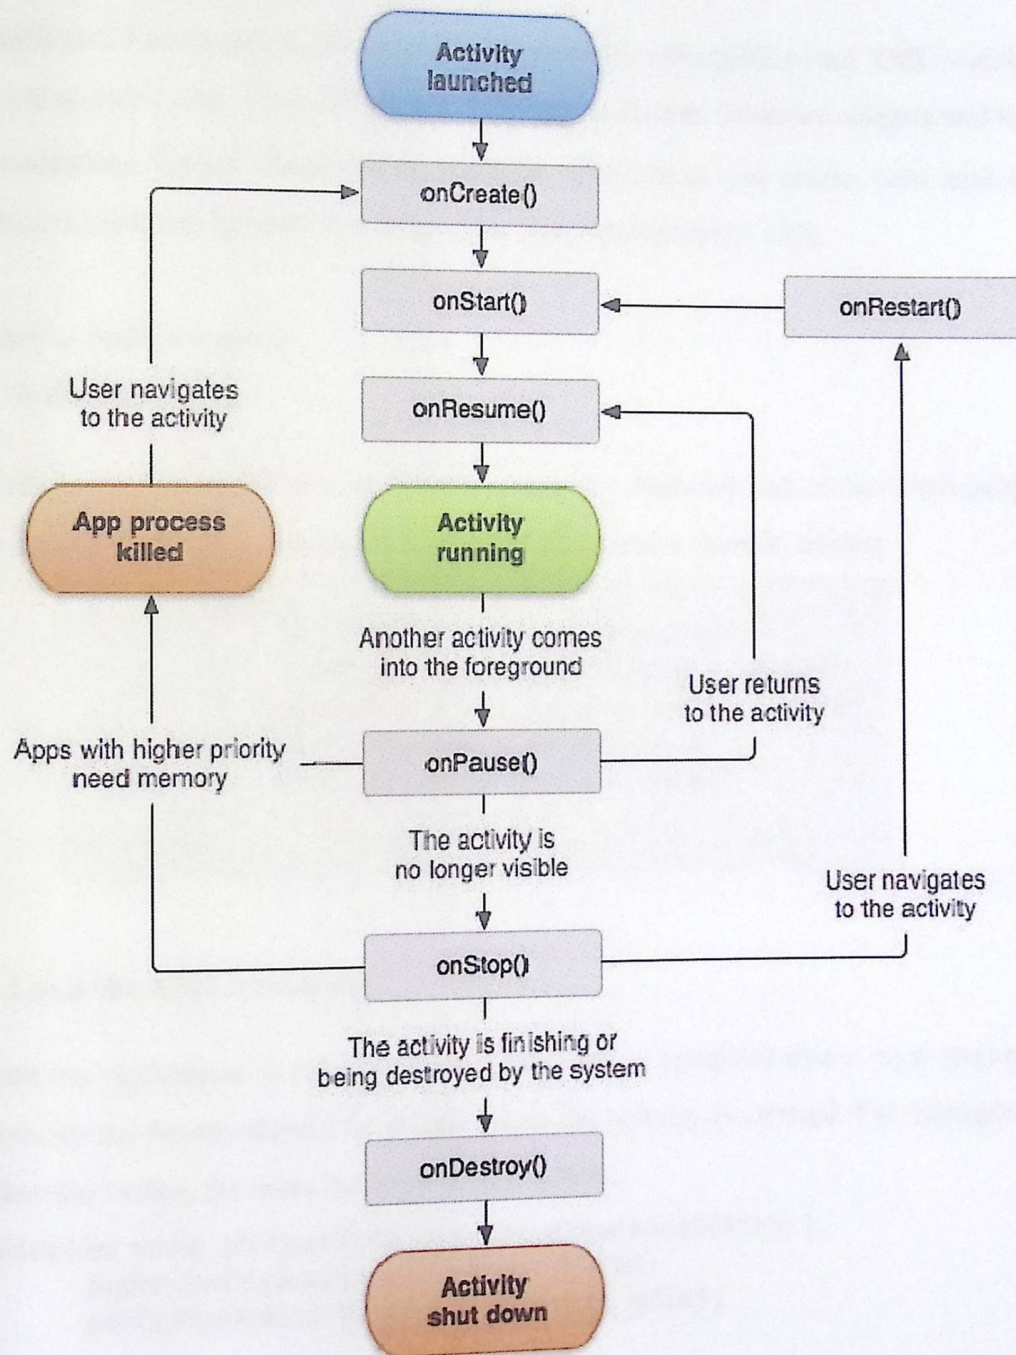 Activity
launched
onCreate()
onStart()
onRestart()
onResume()
User navigates
to the activity
App process
killed
Activity
running
Another activity comes
into the foreground
User returns
to the activity
Apps with higher priority
need memory
onPause()
The activity is
no longer visible
User navigates
to the activity
onStop()
The activity is finishing or
being destroyed by the system
onDestroy()
Activity
shut down